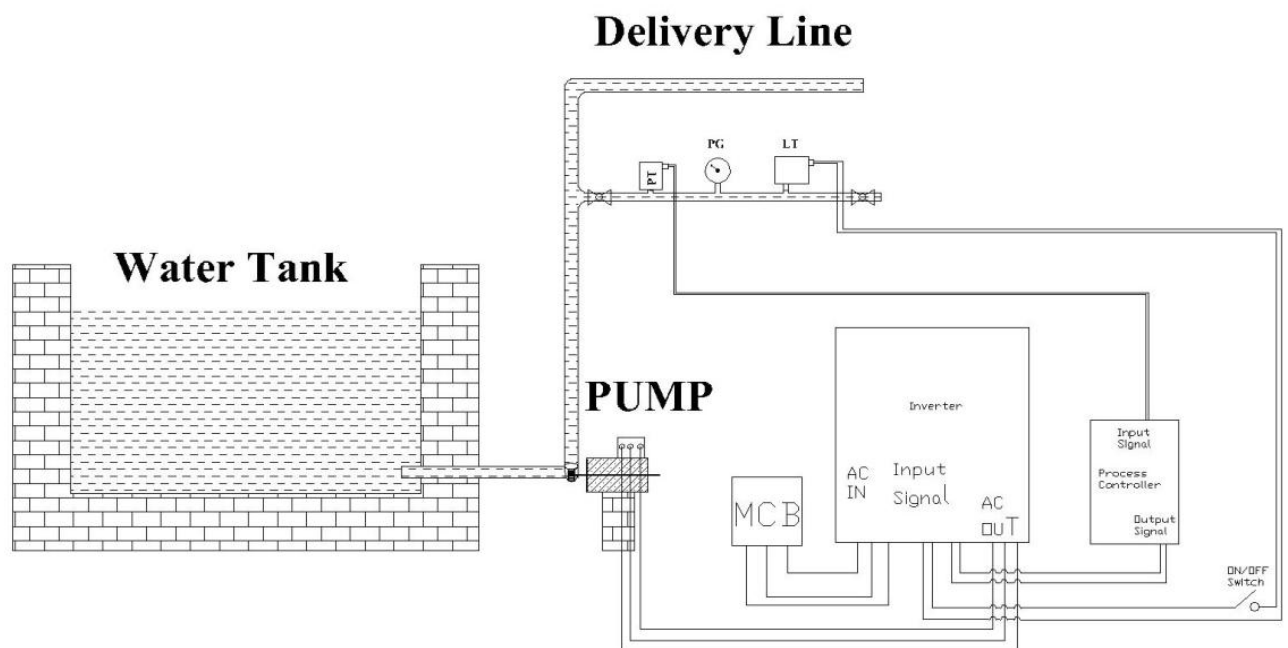 Delivery Line
PG
LT
PT
Water Tank
PUMP
Inverter
AC
IN
Input
Signal
AC
OUT
MCB
Input
Signal
Process
Controller
Output
Signal
ON/OFF
Switch